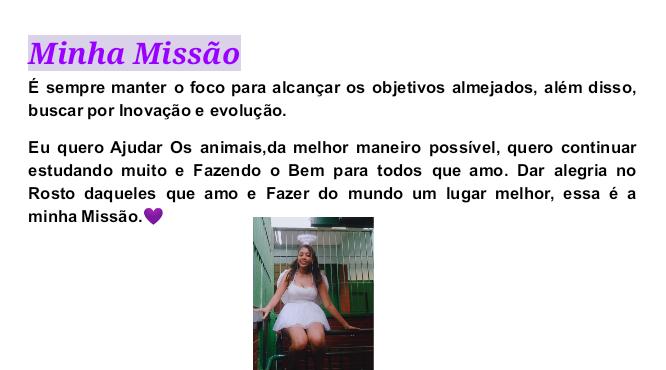 Minha Missão
É sempre manter o foco para alcançar os objetivos almejados, além disso,
buscar por Inovação e evolução.
Eu quero Ajudar Os animais,da melhor maneiro possível, quero continuar
estudando muito e Fazendo o Bem para todos que amo. Dar alegria no
Rosto daqueles que amo e Fazer do mundo um lugar melhor, essa é a
minha Missão.💜